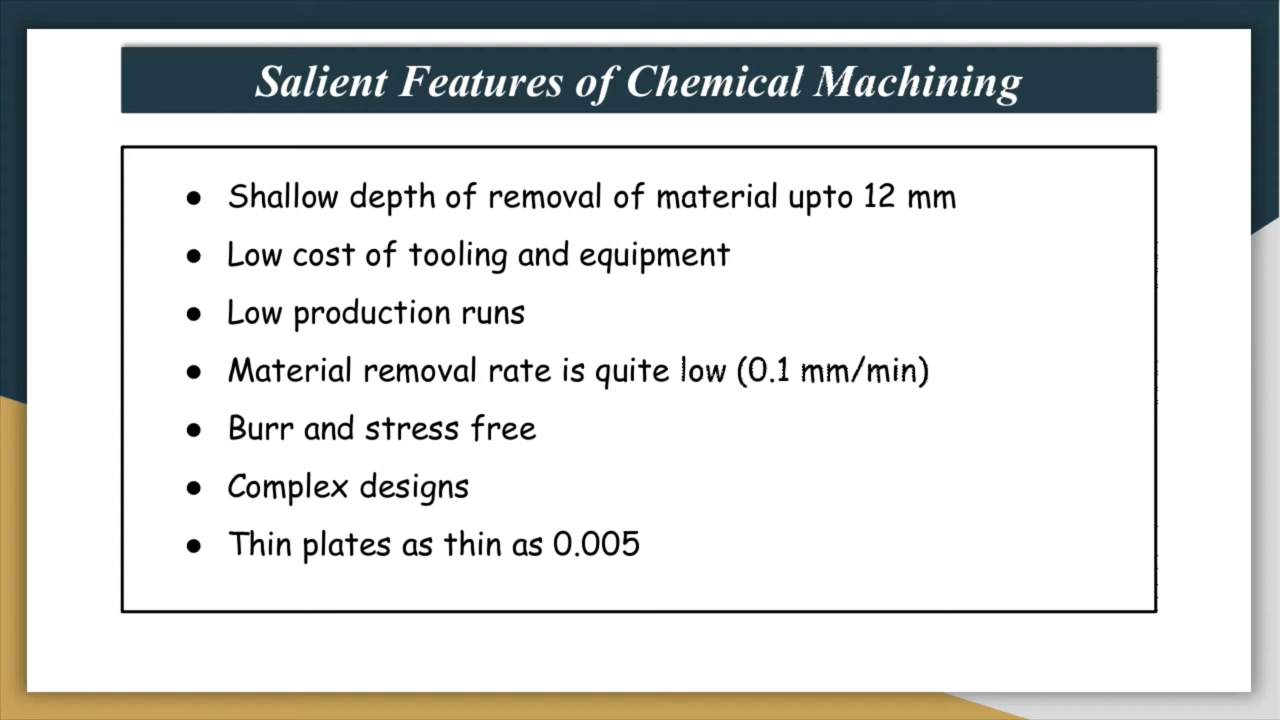 Salient Features of Chemical Machining
● Shallow depth of removal of material upto 12 mm
● Low cost of tooling and equipment
● Low production runs
● Material removal rate is quite low (0.1 mm/min)
● Burr and stress free
● Complex designs
● Thin plates as thin as 0.005